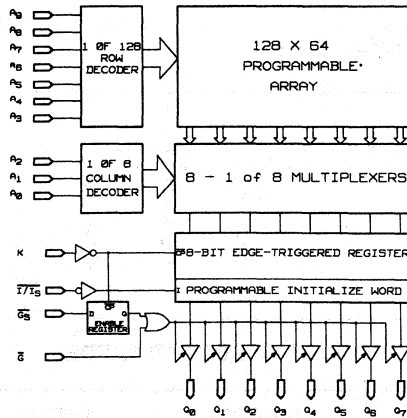 A9
A8
A7
A6
A5
A4
A3
1 OF 128
ROW
DECODER
128 X 64
PROGRAMMABLE
ARRAY
A2
A1
A0
1 OF 8
COLUMN
DECODER
8 - 1 of 8 MULTIPLEXERS
K
CP 8-BIT EDGE-TRIGGERED REGISTER
I/IS
I PROGRAMMABLE INITIALIZE WORD
GS
CP
D Q
ENABLE
REGISTER
G
Q0 Q1 Q2 Q3 Q4 Q5 Q6 Q7